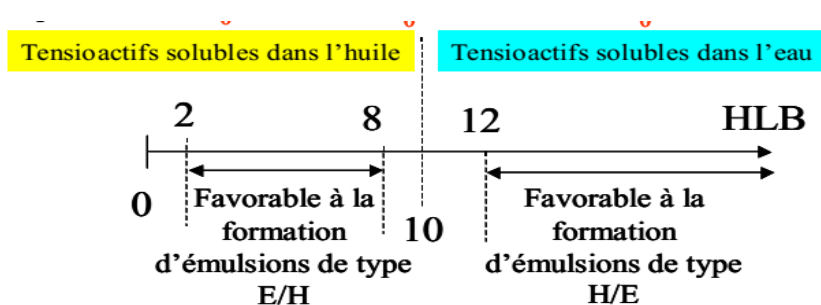 Tensioactifs solubles dans l'huile
Tensioactifs solubles dans l'eau
2
8
12
HLB
0
10
Favorable à la
formation
d'émulsions de type
E/H
Favorable à la
formation
d'émulsions de type
H/E